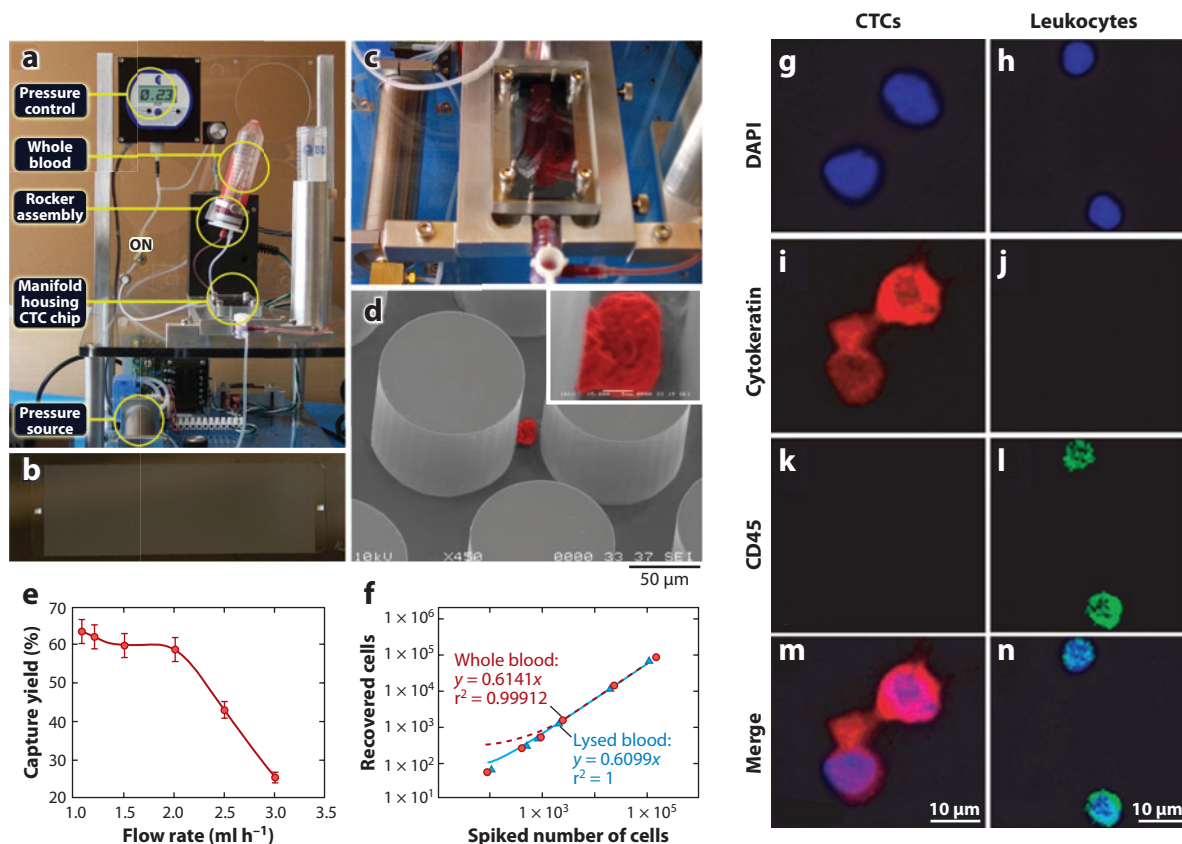 a
Pressure
control
0.23
Whole
blood
Rocker
assembly
ON
Manifold
housing
CTC chip
Pressure
source
b
c
d
10kV X450 0000 33 37 SEI
50 µm
e
Capture yield (%)
70
60
50
40
30
20
1.0 1.5 2.0 2.5 3.0 3.5
Flow rate (ml h⁻¹)
f
Recovered cells
1 × 10⁶
1 × 10⁵
1 × 10⁴
1 × 10³
1 × 10²
1 × 10¹
Whole blood:
y = 0.6141x
r² = 0.99912
Lysed blood:
y = 0.6099x
r² = 1
1 × 10³ 1 × 10⁵
Spiked number of cells
CTCs Leukocytes
DAPI
g h
Cytokeratin
i j
CD45
k l
Merge
m n
10 µm 10 µm